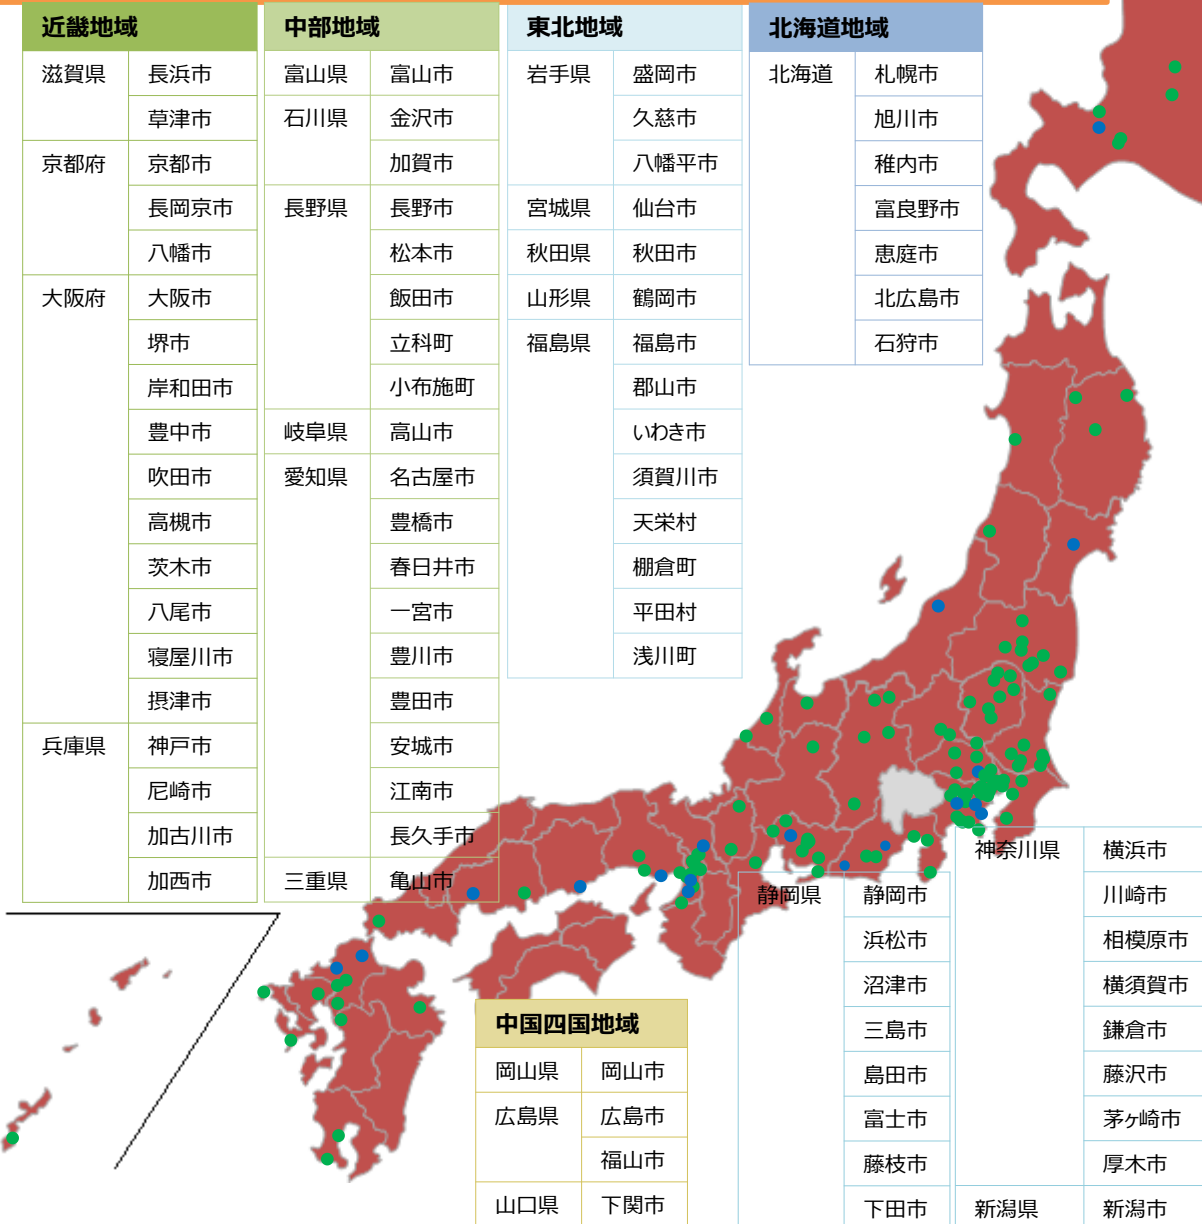 近畿地域
滋賀県 長浜市
草津市
京都府 京都市
長岡京市
八幡市
大阪府 大阪市
堺市
岸和田市
豊中市
吹田市
高槻市
茨木市
八尾市
寝屋川市
摂津市
兵庫県 神戸市
尼崎市
加古川市
加西市
中部地域
富山県 富山市
石川県 金沢市
加賀市
長野県 長野市
松本市
飯田市
立科町
小布施町
岐阜県 高山市
愛知県 名古屋市
豊橋市
春日井市
一宮市
豊川市
豊田市
安城市
江南市
長久手市
三重県 亀山市
東北地域
岩手県 盛岡市
久慈市
八幡平市
宮城県 仙台市
秋田県 秋田市
山形県 鶴岡市
福島県 福島市
郡山市
いわき市
須賀川市
天栄村
棚倉町
平田村
浅川町
北海道地域
北海道 札幌市
旭川市
稚内市
富良野市
恵庭市
北広島市
石狩市
中国四国地域
岡山県 岡山市
広島県 広島市
福山市
山口県 下関市
静岡県 静岡市
浜松市
沼津市
三島市
島田市
富士市
藤枝市
下田市
神奈川県 横浜市
川崎市
相模原市
横須賀市
鎌倉市
藤沢市
茅ヶ崎市
厚木市
新潟県 新潟市